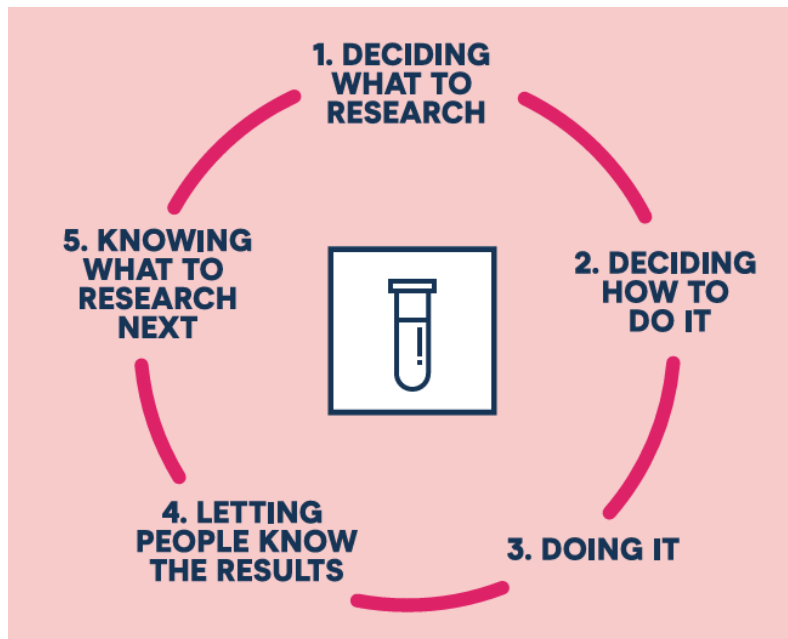 1. DECIDING
WHAT TO
RESEARCH
2. DECIDING
HOW TO
DO IT
3. DOING IT
4. LETTING
PEOPLE KNOW
THE RESULTS
5. KNOWING
WHAT TO
RESEARCH
NEXT